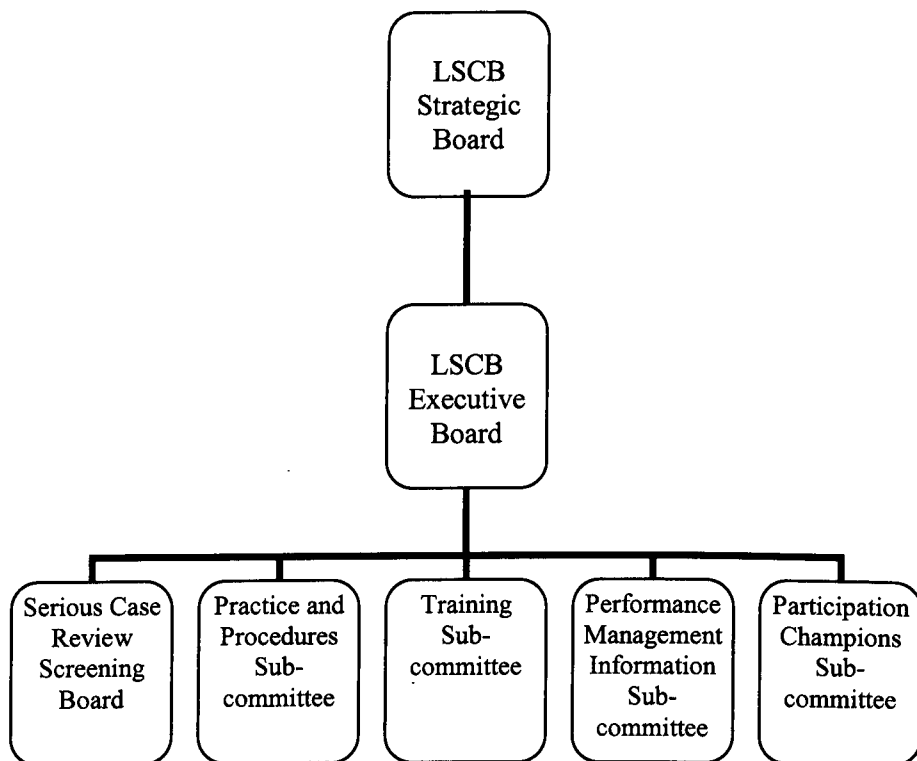 LSCB
Strategic
Board
LSCB
Executive
Board
Serious Case
Review
Screening
Board
Practice and
Procedures
Sub-
committee
Training
Sub-
committee
Performance
Management
Information
Sub-
committee
Participation
Champions
Sub-
committee